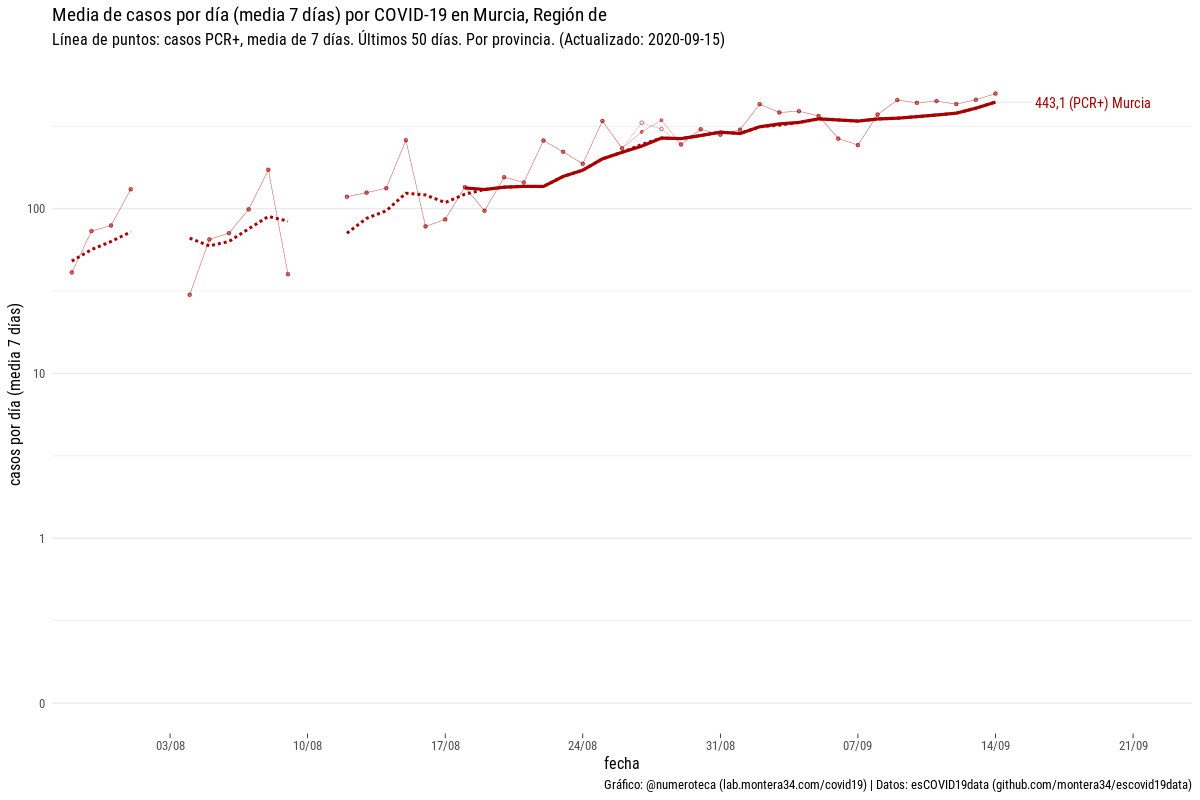 Media de casos por día (media 7 días) por COVID-19 en Murcia, Región de
Línea de puntos: casos PCR+, media de 7 días. Últimos 50 días. Por provincia. (Actualizado: 2020-09-15)
443,1 (PCR+) Murcia
100
10
1
0
casos por día (media 7 días)
03/08
10/08
17/08
24/08
31/08
07/09
14/09
21/09
fecha
Gráfico: @numeroteca (lab.montera34.com/covid19) | Datos: esCOVID19data (github.com/montera34/escovid19data)